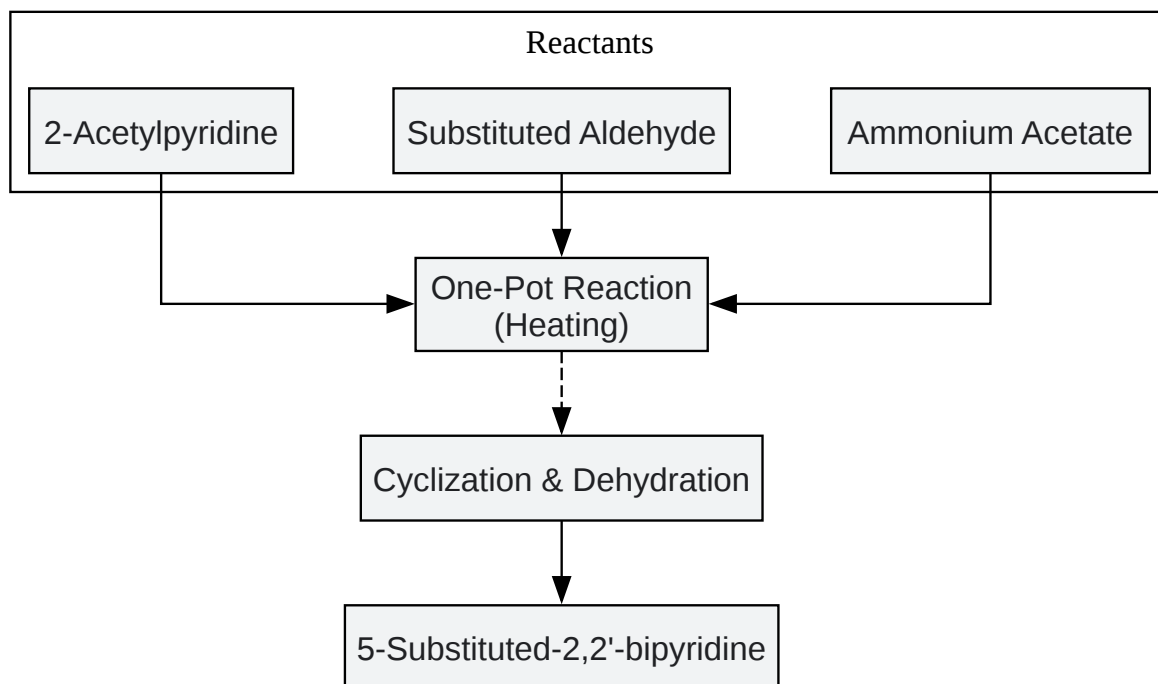 Reactants
2-Acetylpyridine
Substituted Aldehyde
Ammonium Acetate
One-Pot Reaction
(Heating)
Cyclization & Dehydration
5-Substituted-2,2'-bipyridine